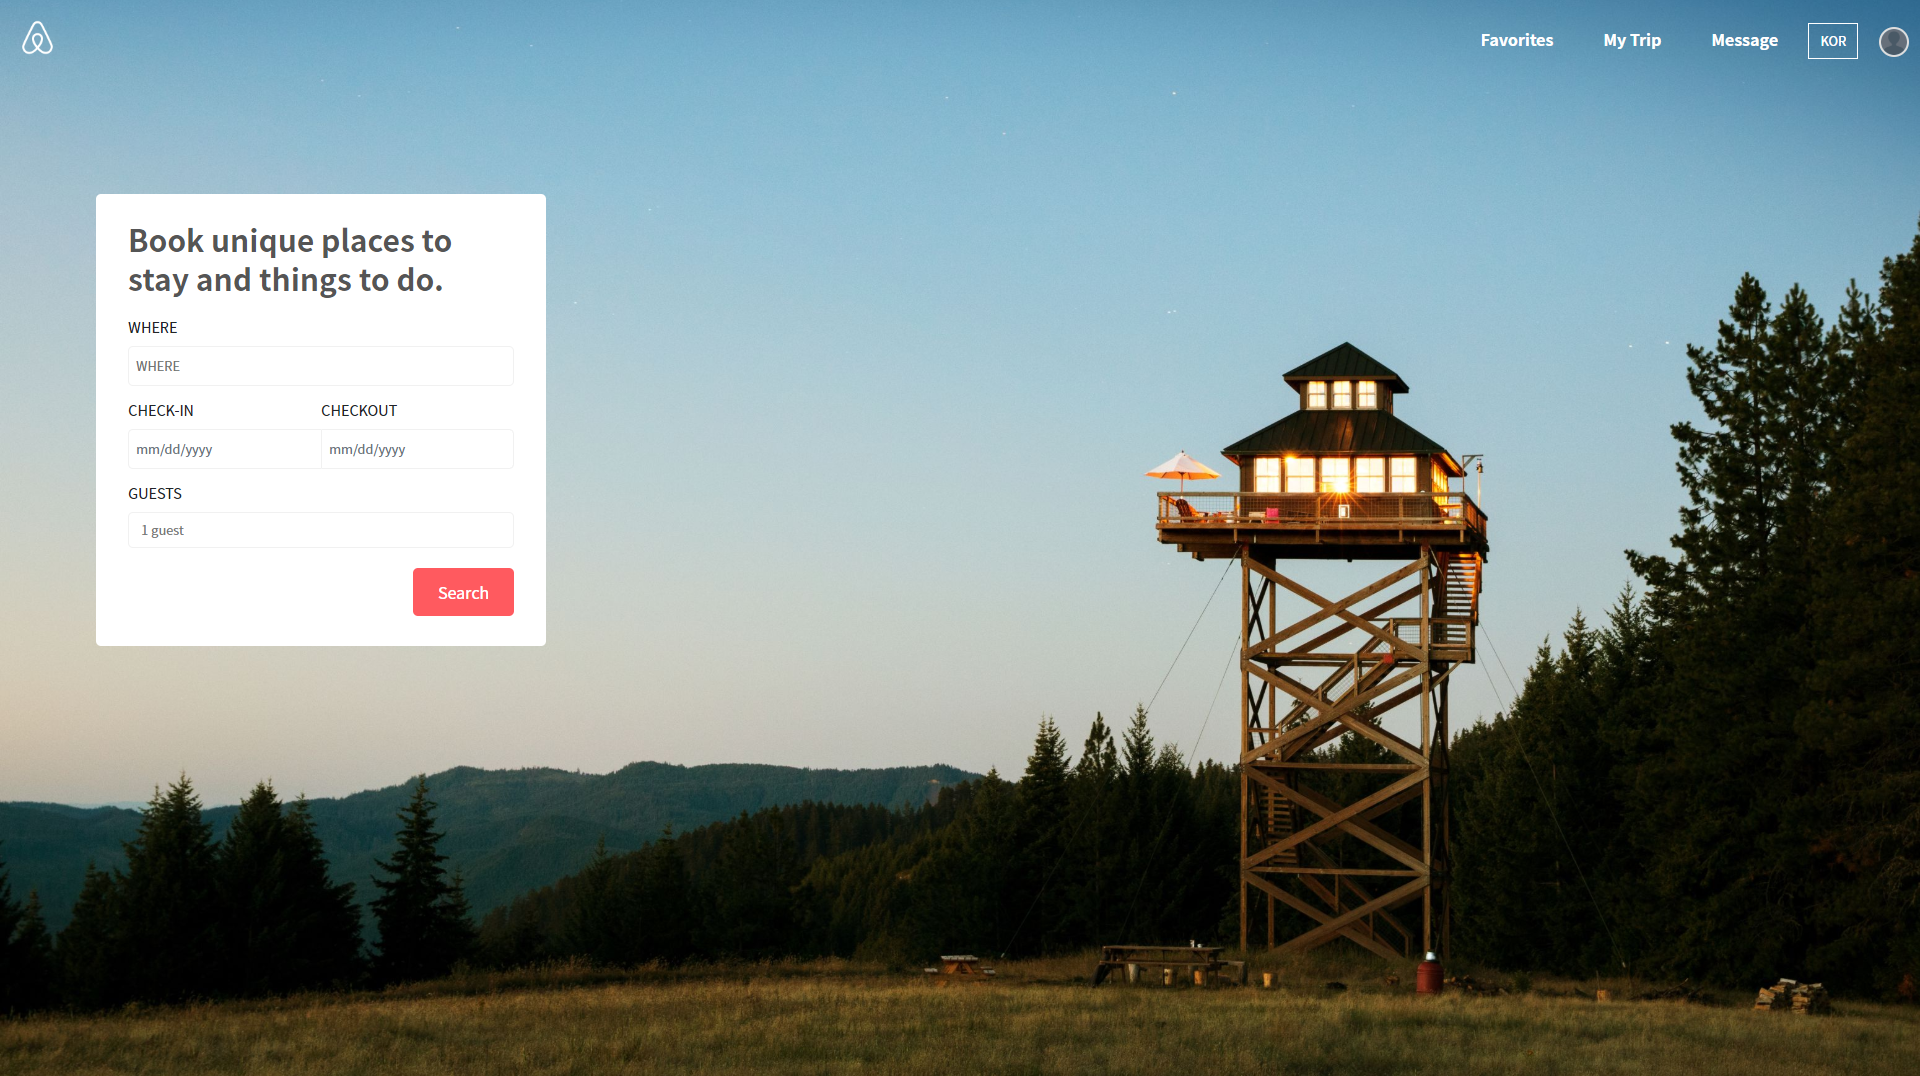 Favorites
My Trip
Message
KOR
Book unique places to
stay and things to do.
WHERE
WHERE
CHECK-IN CHECKOUT
mm/dd/yyyy mm/dd/yyyy
GUESTS
1 guest
Search